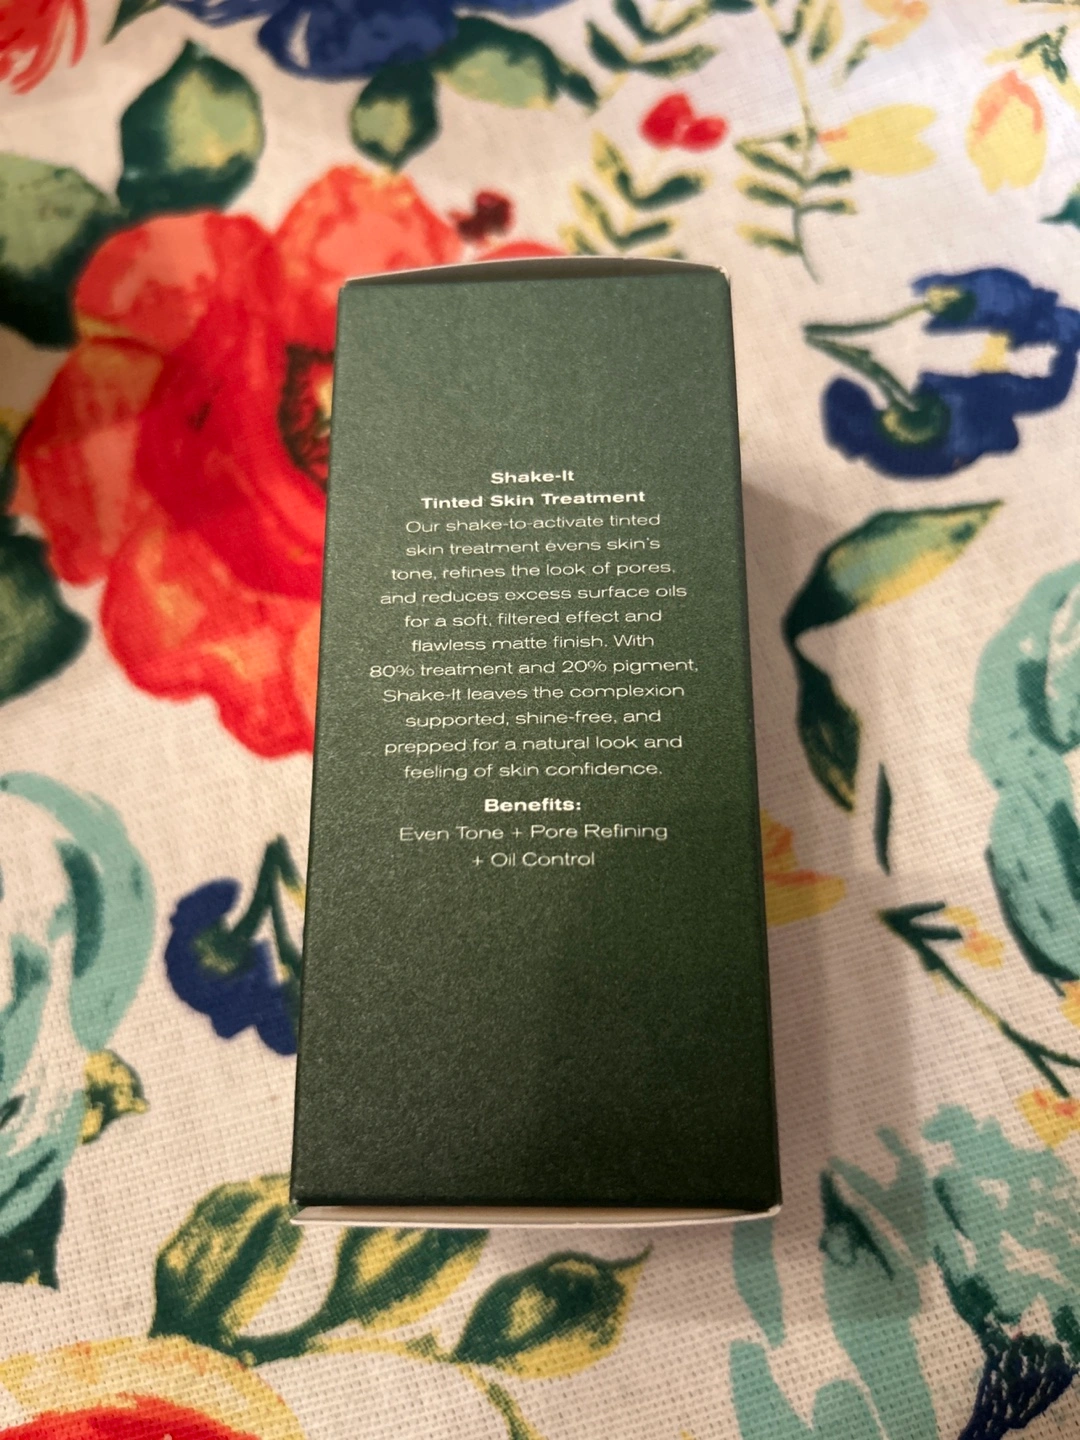 Shake-It
Tinted Skin Treatment
Our shake-to-activate tinted
skin treatment evens skin's
tone, refines the look of pores,
and reduces excess surface oils
for a soft, filtered effect and
flawless matte finish. With
80% treatment and 20% pigment,
Shake-It leaves the complexion
supported, shine-free, and
prepped for a natural look and
feeling of skin confidence.
Benefits:
Even Tone + Pore Refining
+ Oil Control